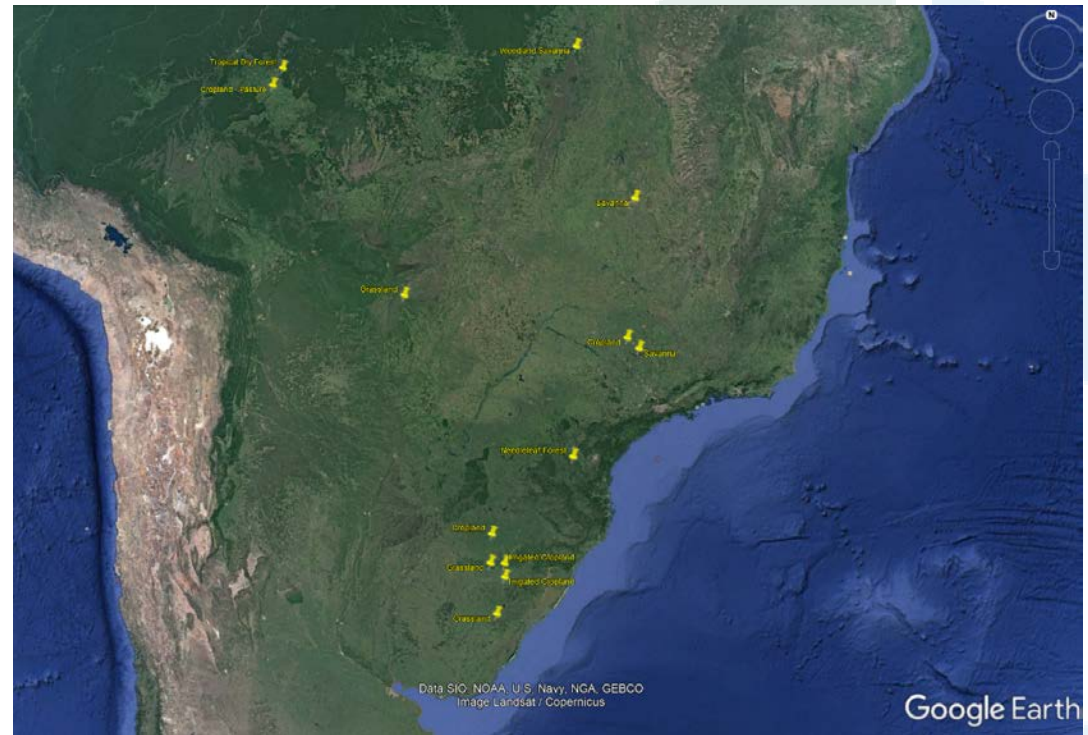 N
Woodland Savanna
Tropical Dry Forest
Cropland - Pasture
Savanna
Grassland
Cropland
Savanna
Needleleaf Forest
Cropland
Irrigated Cropland
Grassland
Irrigated Cropland
Grassland
Data SIO, NOAA, U.S. Navy, NGA, GEBCO
Image Landsat / Copernicus
Google Earth